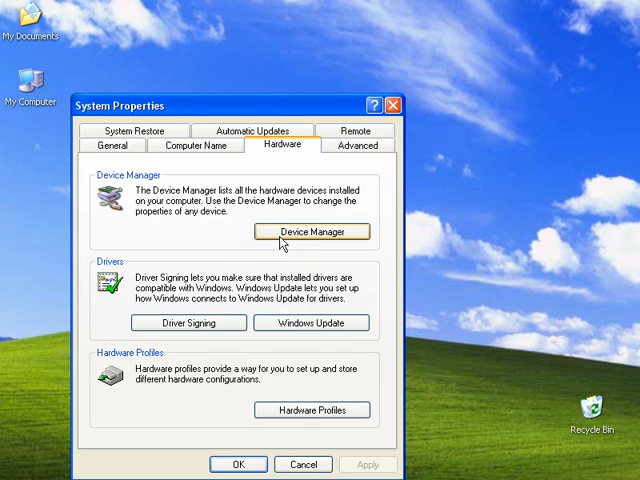 My Documents
My Computer
System Properties
System Restore
Automatic Updates
Remote
General
Computer Name
Hardware
Advanced
Device Manager
The Device Manager lists all the hardware devices installed
on your computer. Use the Device Manager to change the
properties of any device.
Device Manager
Drivers
Driver Signing lets you make sure that installed drivers are
compatible with Windows. Windows Update lets you set up
how Windows connects to Windows Update for drivers.
Driver Signing
Windows Update
Hardware Profiles
Hardware profiles provide a way for you to set up and store
different hardware configurations.
Hardware Profiles
OK
Cancel
Apply
Recycle Bin